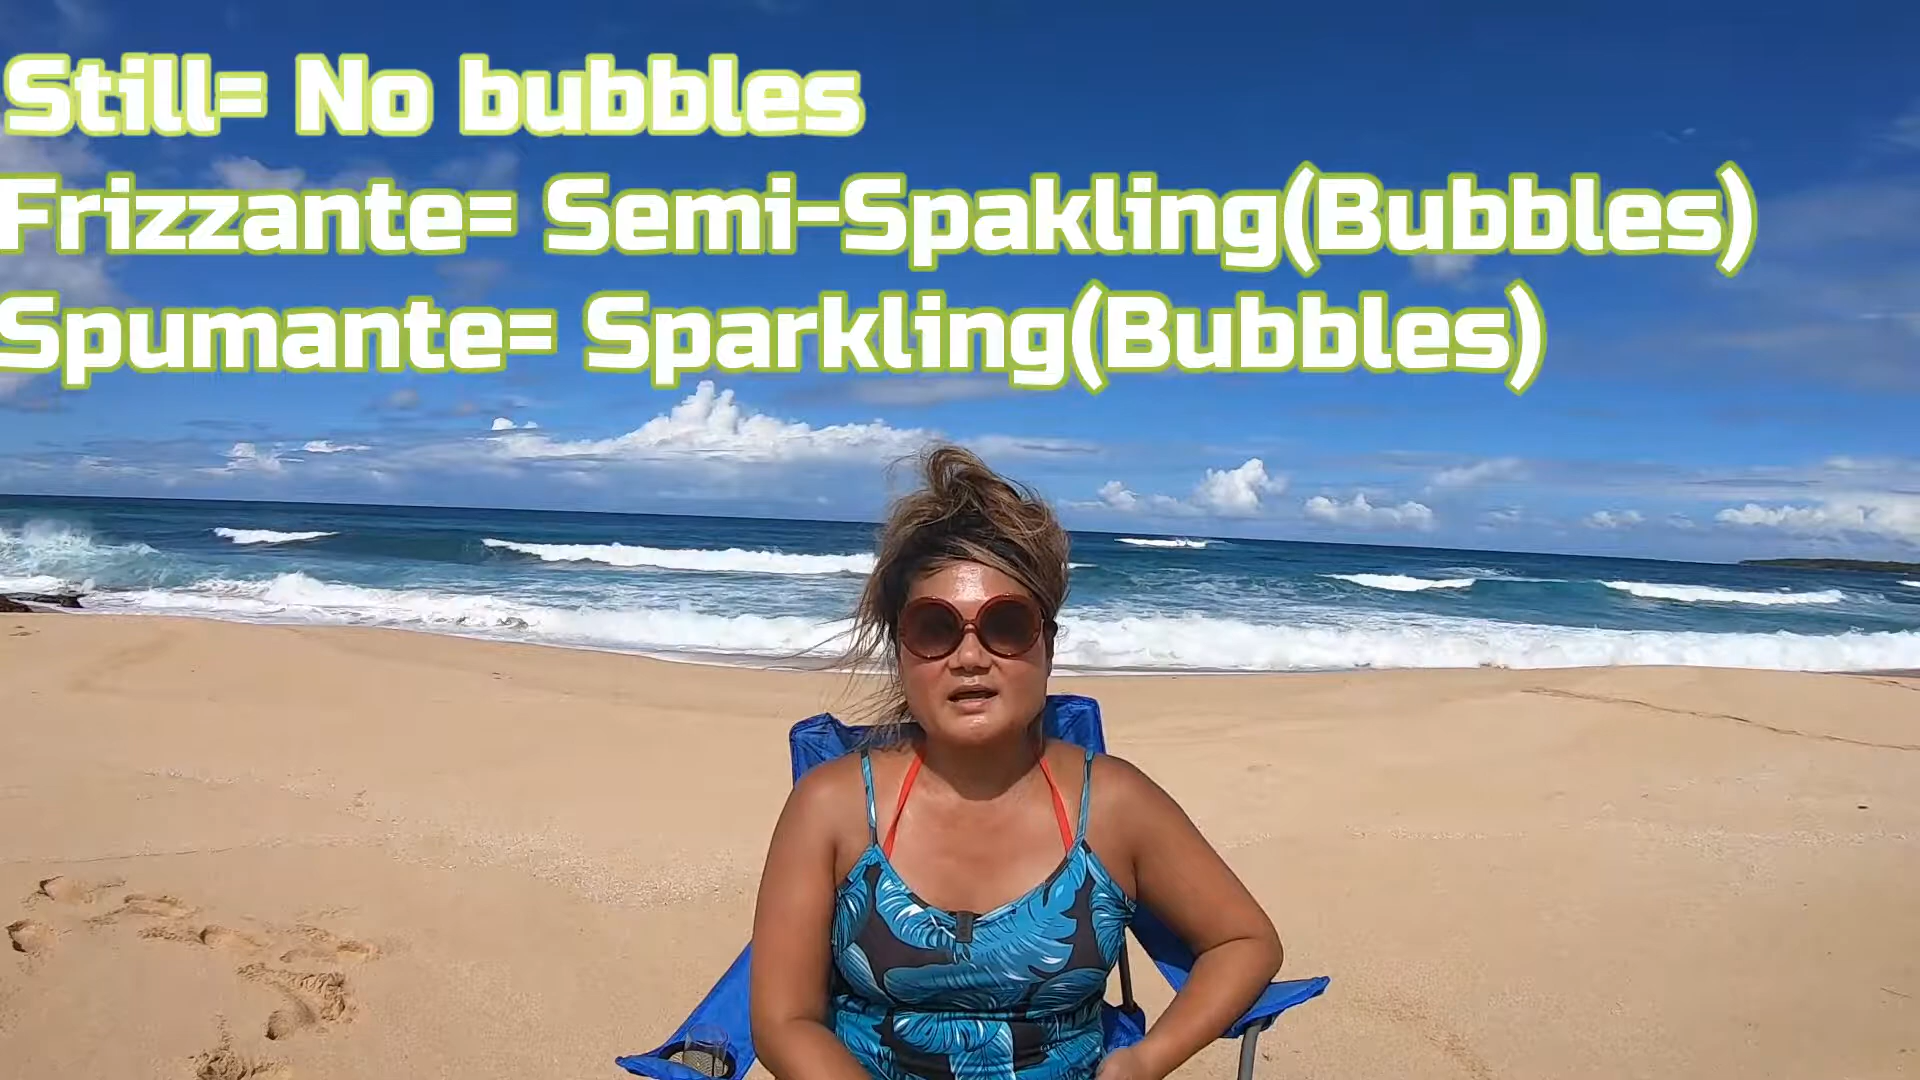 Still= No bubbles
Frizzante= Semi-Spakling(Bubbles)
Spumante= Sparkling(Bubbles)